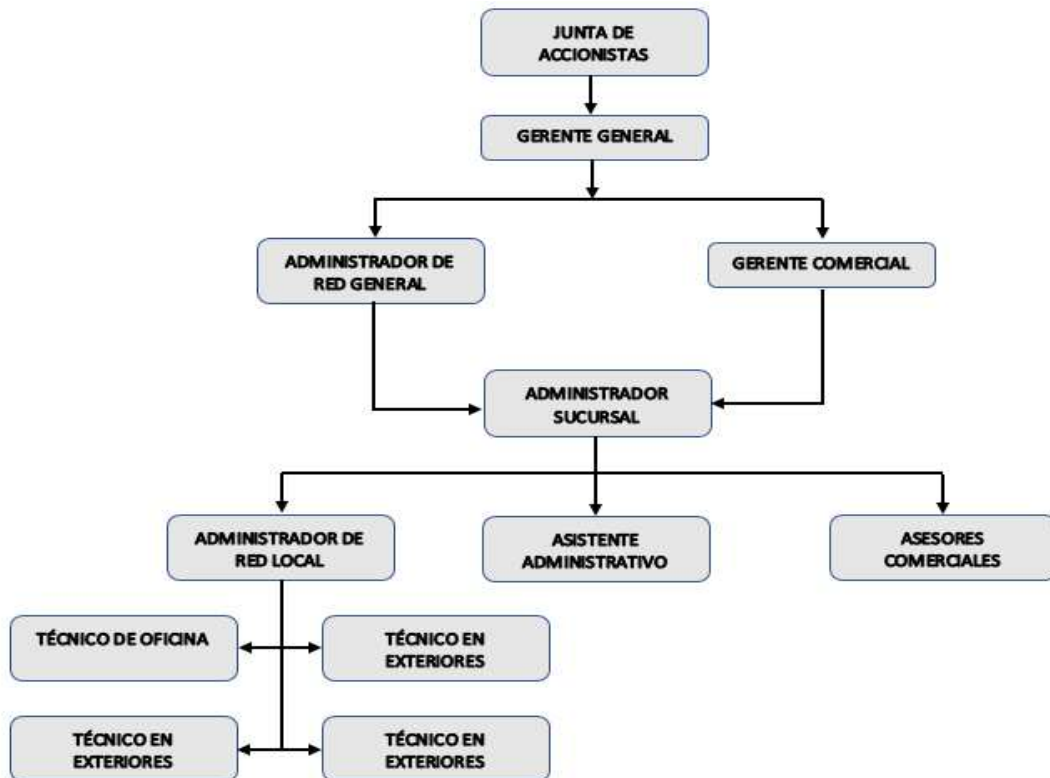 JUNTA DE
ACCIONISTAS
GERENTE GENERAL
ADMINISTRADOR DE
RED GENERAL
GERENTE COMERCIAL
ADMINISTRADOR
SUCURSAL
ADMINISTRADOR DE
RED LOCAL
ASISTENTE
ADMINISTRATIVO
ASESORES
COMERCIALES
TÉCNICO DE OFICINA
TÉCNICO EN
EXTERIORES
TÉCNICO EN
EXTERIORES
TÉCNICO EN
EXTERIORES